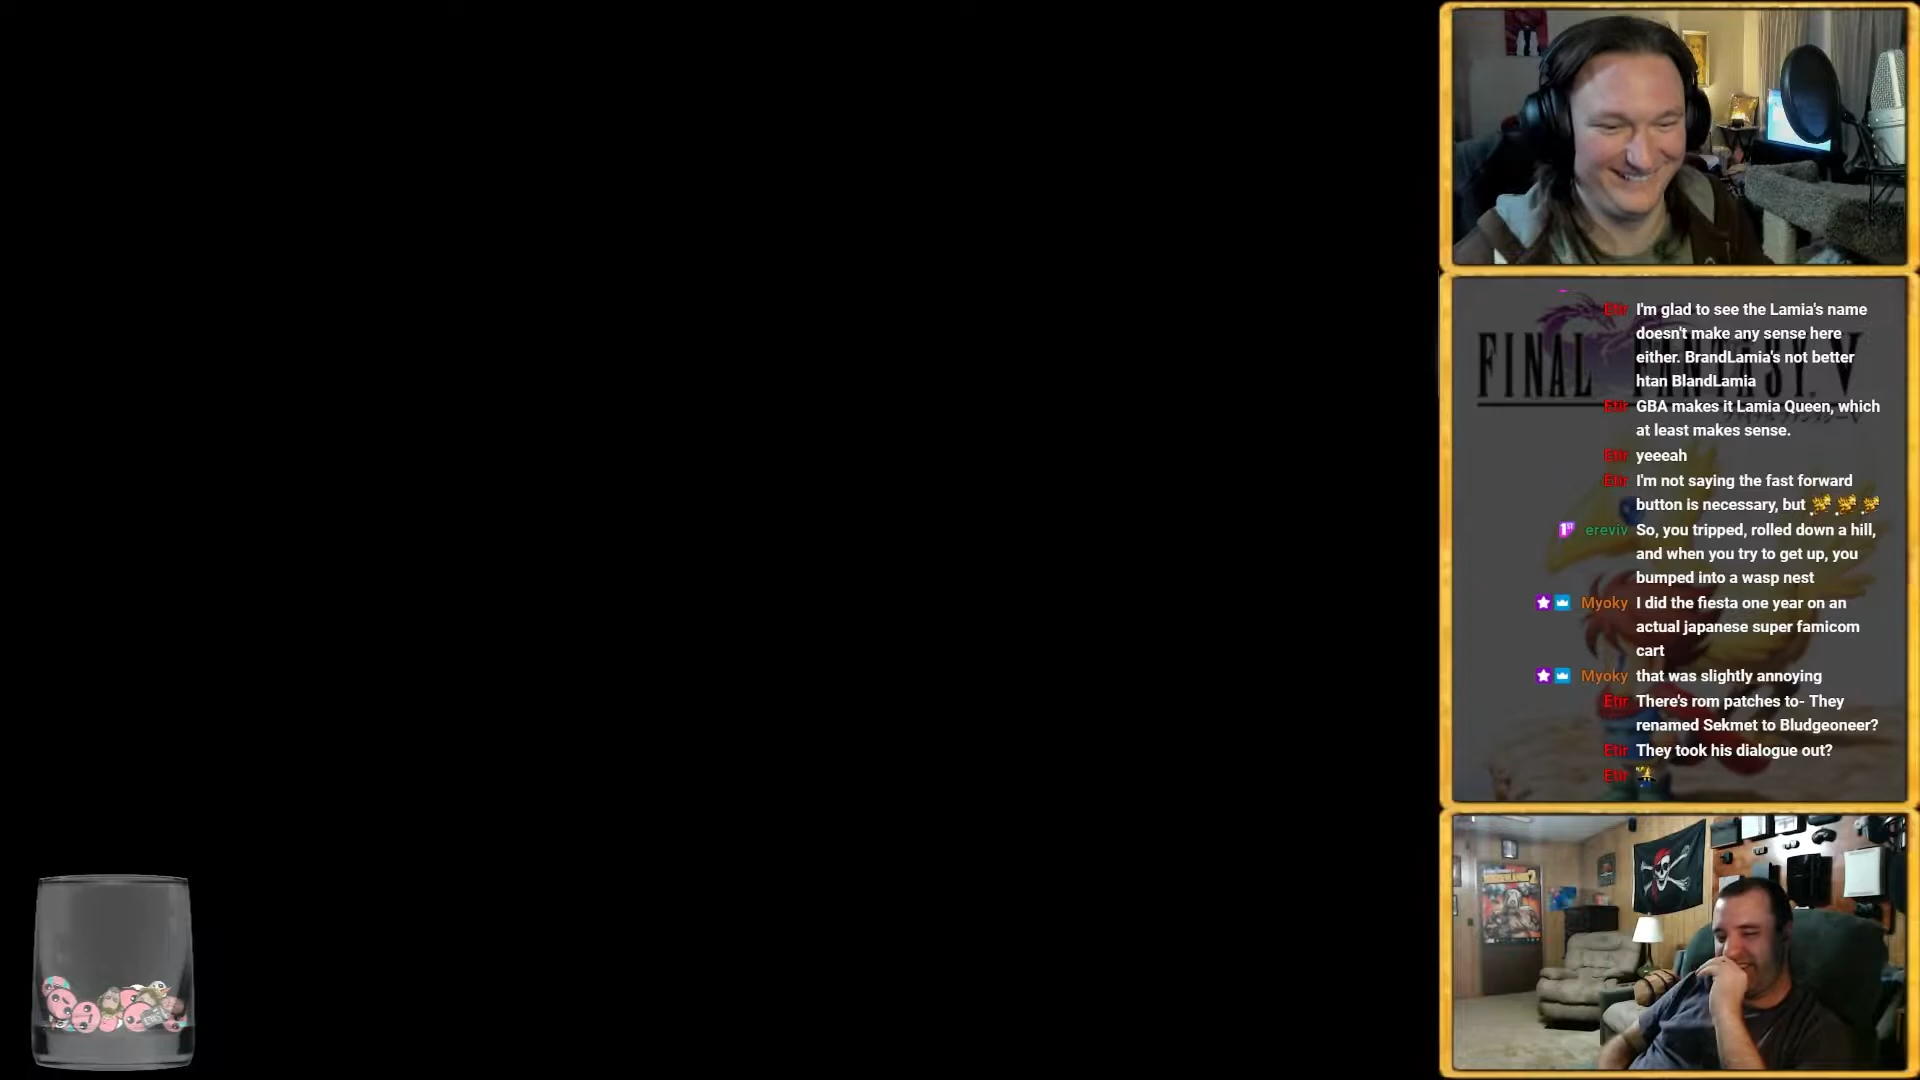 Etir I'm glad to see the Lamia's name
doesn't make any sense here
either. BrandLamia's not better
htan BlandLamia
FINAL FANTASY V
Etir GBA makes it Lamia Queen, which
at least makes sense.
Etir yeeeah
Etir I'm not saying the fast forward
button is necessary, but
1ST ereviv So, you tripped, rolled down a hill,
and when you try to get up, you
bumped into a wasp nest
Myoky I did the fiesta one year on an
actual japanese super famicom
cart
Myoky that was slightly annoying
Etir There's rom patches to- They
renamed Sekmet to Bludgeoneer?
Etir They took his dialogue out?
Etir